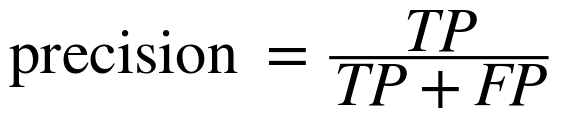 precision = TP / TP + FP